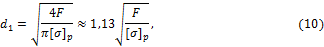 d₁ = √(4F / π[σ]ₚ) ≈ 1,13 √(F / [σ]ₚ), (10)